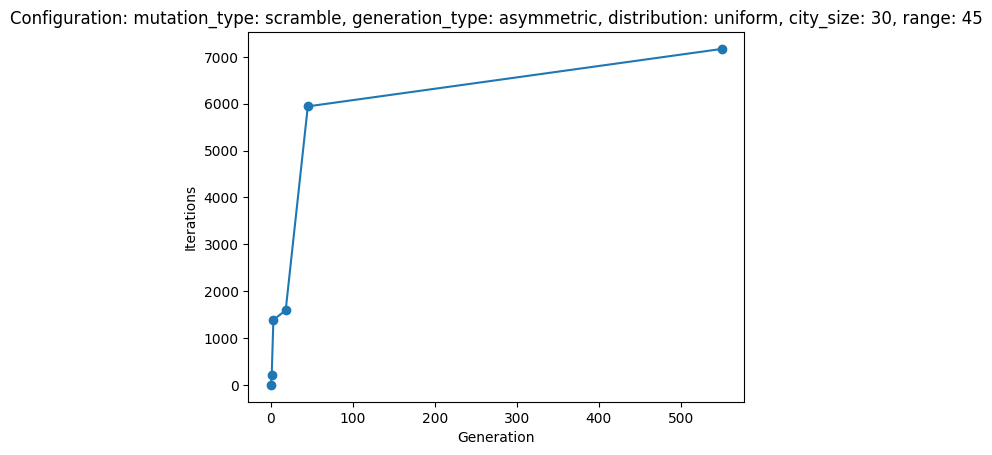 Configuration: mutation_type: scramble, generation_type: asymmetric, distribution: uniform, city_size: 30, range: 45
7000
6000
5000
4000
3000
2000
1000
0
Iterations
0 100 200 300 400 500
Generation